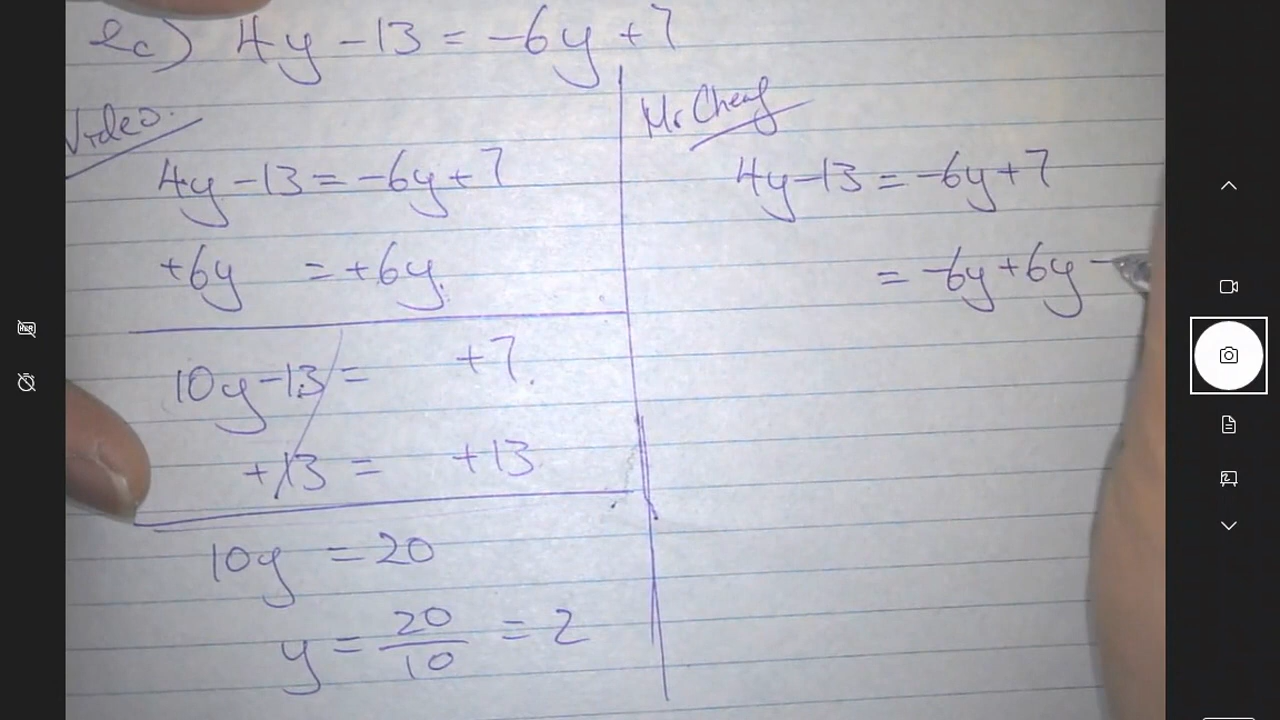 2c) 4y - 13 = -6y + 7
Video.
4y - 13 = -6y + 7
+6y = +6y
10y - 13 = +7
+13 = +13
10y = 20
y = 20/10 = 2
Mr Cheng
4y - 13 = -6y + 7
= -6y + 6y -